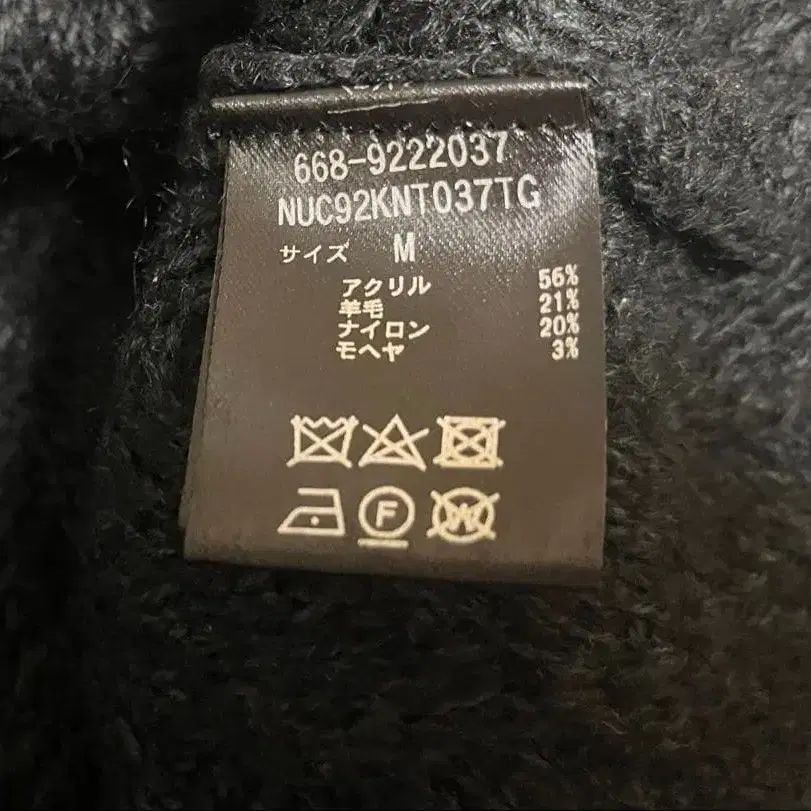 668-9222037
NUC92KNT037TG
サイズ M
アクリル 56%
羊毛 21%
ナイロン 20%
モヘヤ 3%
F W